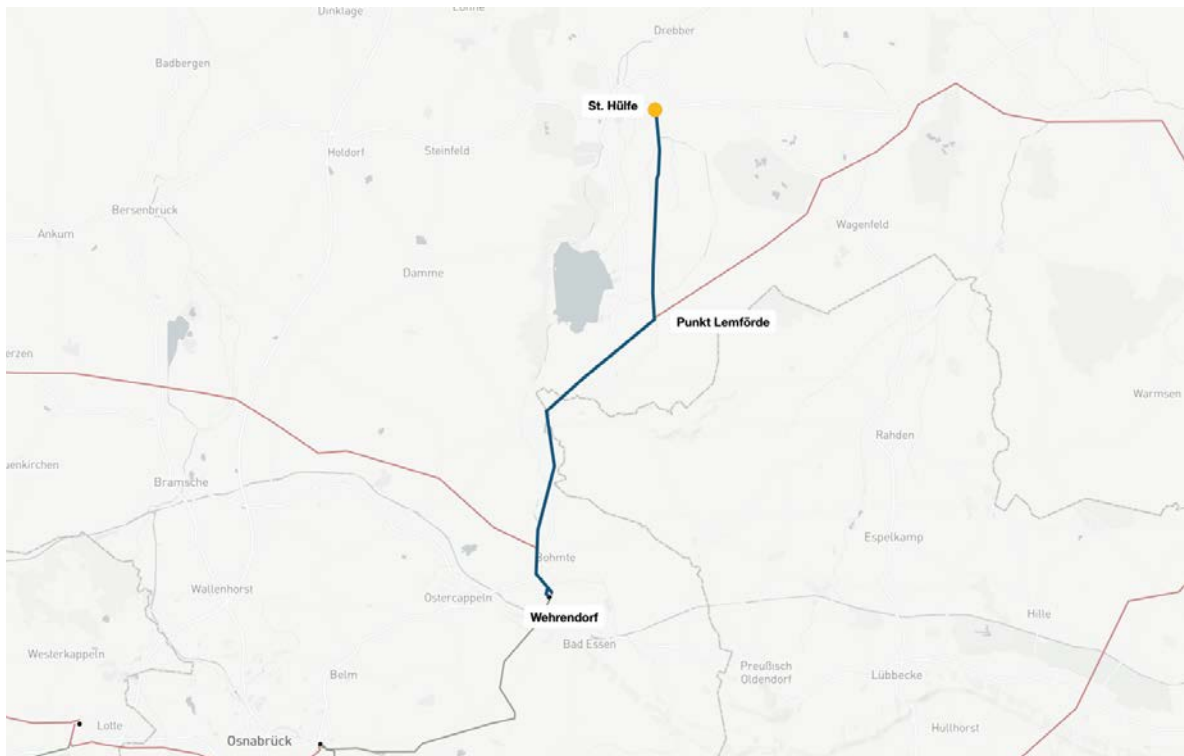 Dinklage
Drebber
Badbergen
St. Hülfe
Holdorf
Steinfeld
Bersenbrück
Ankum
Wagenfeld
Damme
Punkt Lemförde
Warmsen
Rahden
Bramsche
Espelkamp
Bohmte
Wallenhorst
Ostercappeln
Wehrendorf
Hille
Bad Essen
Westerkappeln
Belm
Preußisch
Oldendorf
Lübbecke
Lotte
Osnabrück
Hüllhorst